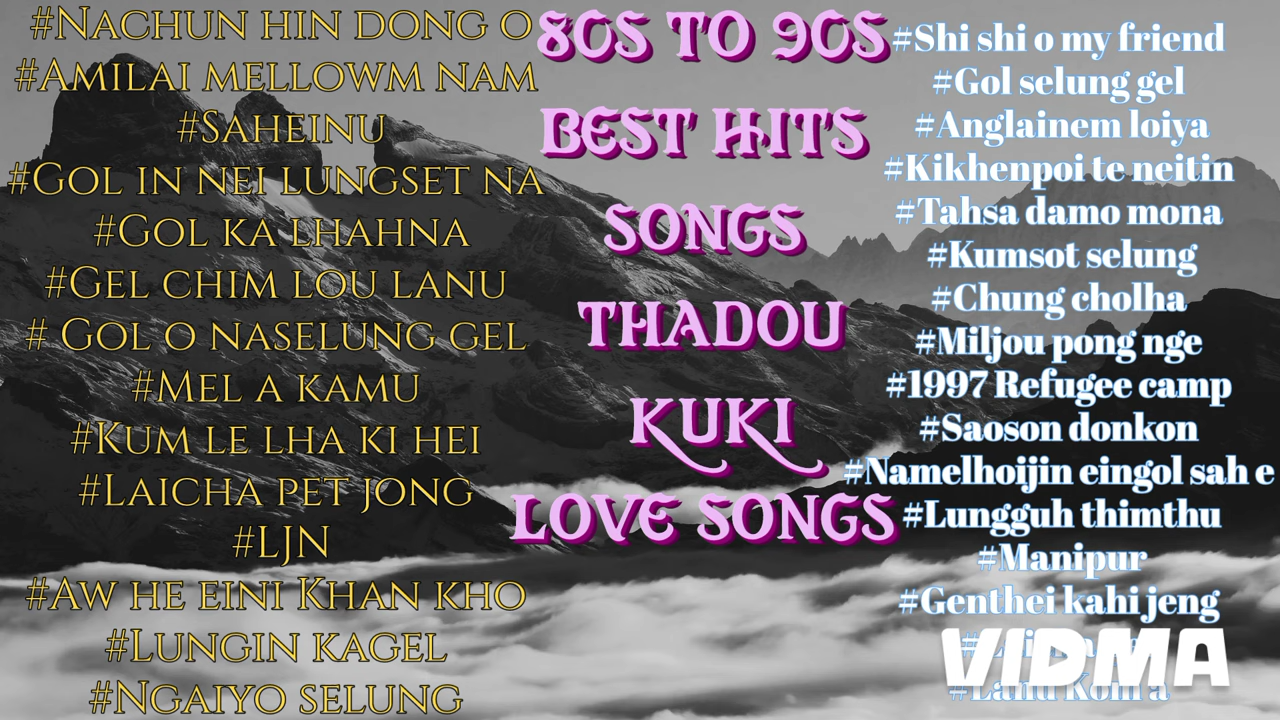 #Nachun hin dong o
#Amilai mellowm nam
#Saheinu
#Gol in nei lungset na
#Gol ka lhahna
#Gel chim lou lanu
# Gol o naselung gel
#Mel a kamu
#Kum le lha ki hei
#Laicha pet jong
#LJN
#Aw he eini Khan kho
#Lungin kagel
#Ngaiyo selung
80s to 90s
Best Hits
Songs
Thadou
Kuki
Love Songs
#Shi shi o my friend
#Gol selung gel
#Anglainem loiya
#Kikhenpoi te neitin
#Tahsa damo mona
#Kumsot selung
#Chung cholha
#Miljou pong nge
#1997 Refugee camp
#Saoson donkon
#Namelhoijin eingol sah e
#Lungguh thimthu
#Manipur
#Genthei kahi jeng
#Lanu
VIDMA